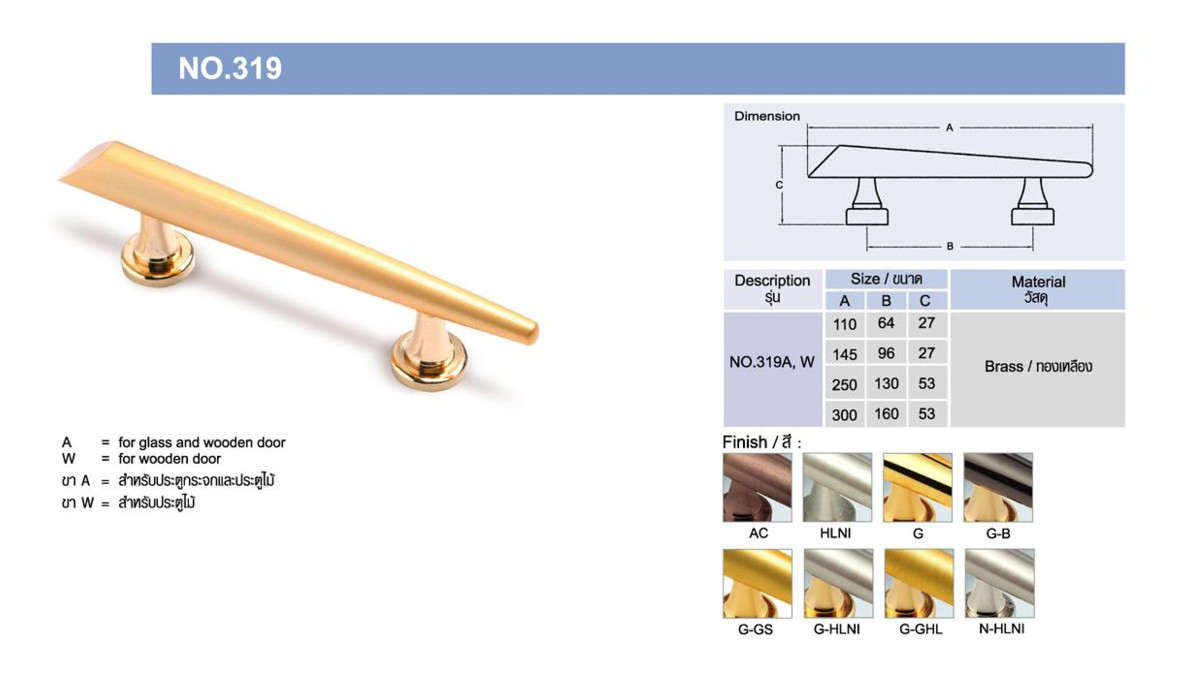 NO.319
Dimension
A
C
B
Description
รุ่น
Size / ขนาด
A B C
Material
วัสดุ
NO.319A, W
110 64 27
145 96 27
250 130 53
300 160 53
Brass / ทองเหลือง
A = for glass and wooden door
W = for wooden door
ขา A = สำหรับประตูกระจกและประตูไม้
ขา W = สำหรับประตูไม้
Finish / สี :
AC HLNI G G-B
G-GS G-HLNI G-GHL N-HLNI